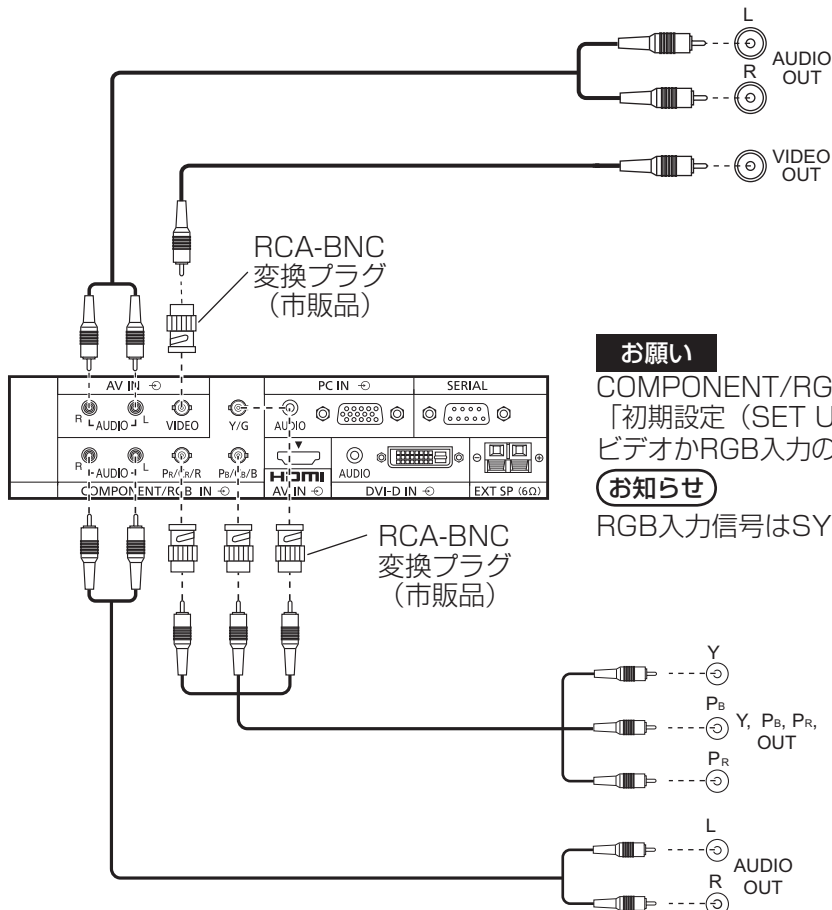 L
R
AUDIO
OUT
VIDEO
OUT
RCA-BNC
変換プラグ
（市販品）
AV IN
PC IN
SERIAL
R AUDIO L
VIDEO
Y/G
AUDIO
R AUDIO L
PR/CR/R
PB/CB/B
HDMI
AUDIO
COMPONENT/RGB IN
AV IN
DVI-D IN
EXT SP (6Ω)
お願い
COMPONENT/RG
「初期設定（SET U
ビデオかRGB入力の
お知らせ
RGB入力信号はSY
RCA-BNC
変換プラグ
（市販品）
Y
PB
PR
Y, PB, PR,
OUT
L
R
AUDIO
OUT